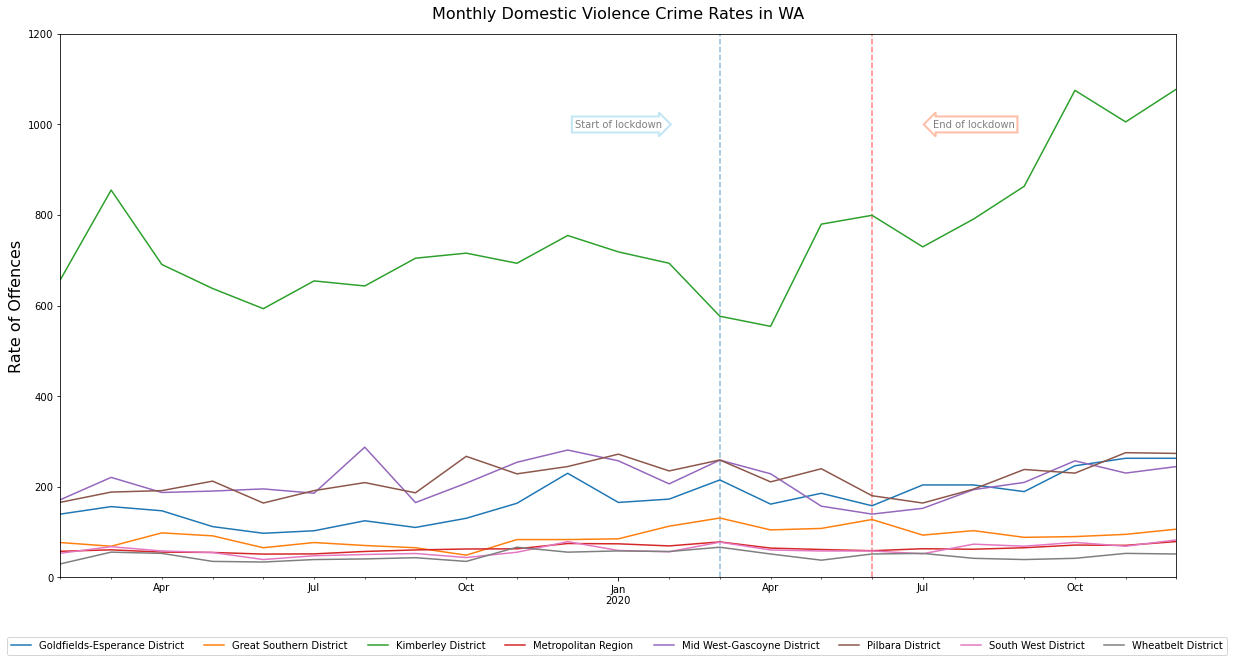 Monthly Domestic Violence Crime Rates in WA
1200
1000
800
600
400
200
0
Rate of Offences
Start of lockdown
End of lockdown
Apr
Jul
Oct
Jan
2020
Apr
Jul
Oct
Goldfields-Esperance District
Great Southern District
Kimberley District
Metropolitan Region
Mid West-Gascoyne District
Pilbara District
South West District
Wheatbelt District